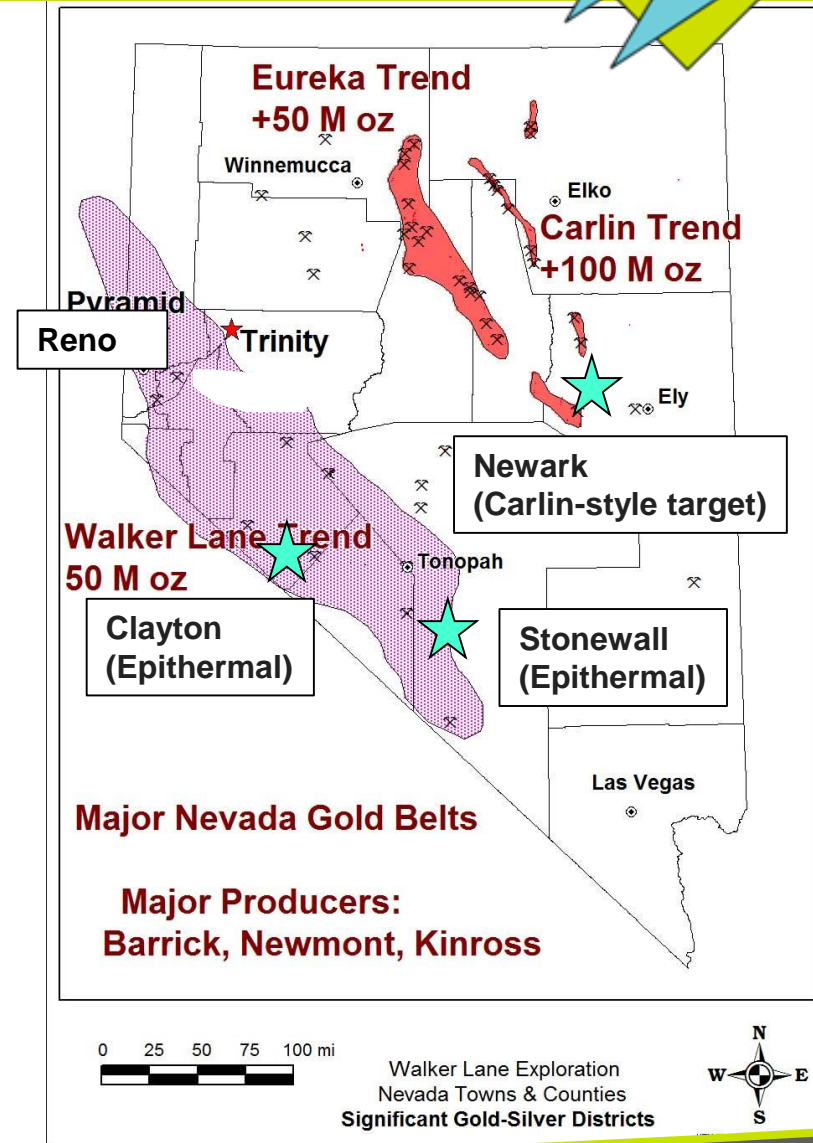 Eureka Trend
+50 M oz
Winnemucca
Elko
Carlin Trend
+100 M oz
Pyramid
Reno
Trinity
Ely
Newark
(Carlin-style target)
Walker Lane Trend
50 M oz
Tonopah
Clayton
(Epithermal)
Stonewall
(Epithermal)
Las Vegas
Major Nevada Gold Belts
Major Producers:
Barrick, Newmont, Kinross
0 25 50 75 100 mi
Walker Lane Exploration
Nevada Towns & Counties
Significant Gold-Silver Districts
N
W E
S